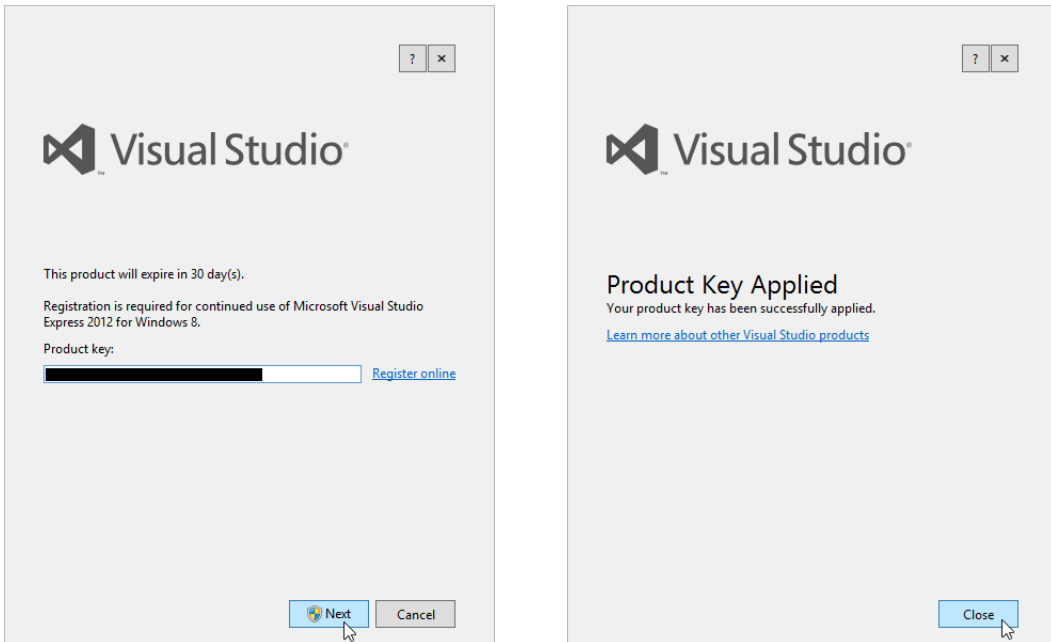 ? ×
Visual Studio®
™
This product will expire in 30 day(s).
Registration is required for continued use of Microsoft Visual Studio
Express 2012 for Windows 8.
Product key:
Register online
Next Cancel
? ×
Visual Studio®
™
Product Key Applied
Your product key has been successfully applied.
Learn more about other Visual Studio products
Close